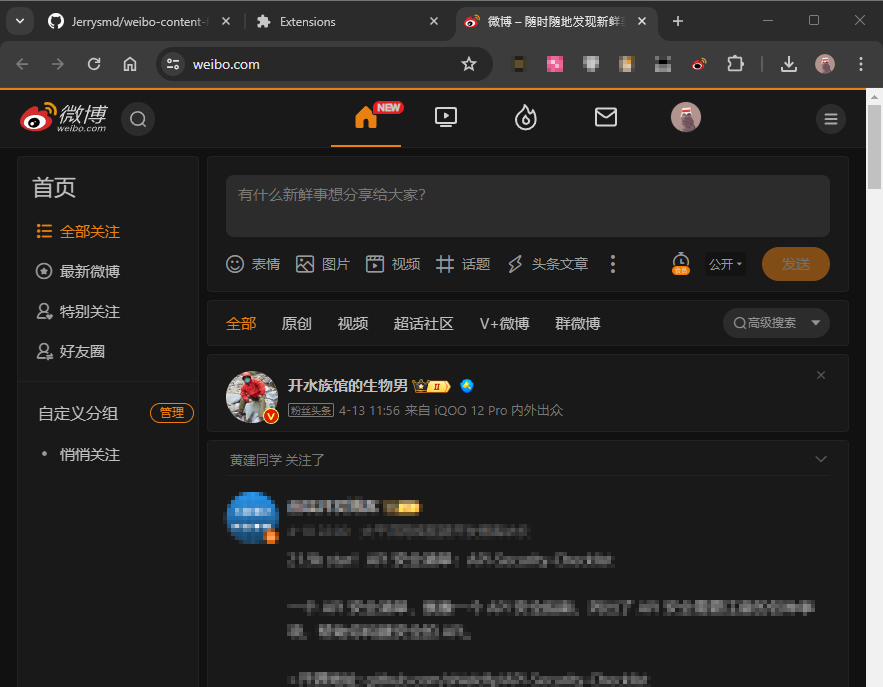 Jerrysmd/weibo-content-
Extensions
微博 – 随时随地发现新鲜
weibo.com
微博
weibo.com
NEW
首页
全部关注
最新微博
特别关注
好友圈
自定义分组
管理
悄悄关注
有什么新鲜事想分享给大家?
表情
图片
视频
话题
头条文章
会员
公开
发送
全部
原创
视频
超话社区
V+微博
群微博
高级搜索
开水族馆的生物男
II
粉丝头条 4-13 11:56 来自 iQOO 12 Pro 内外出众
黄建同学 关注了